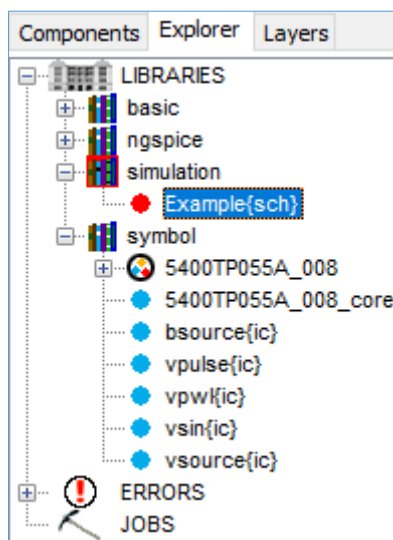 Components Explorer Layers
LIBRARIES
basic
ngspice
simulation
Example{sch}
symbol
5400TP055A_008
5400TP055A_008_core
bsource{ic}
vpulse{ic}
vpwl{ic}
vsin{ic}
vsource{ic}
ERRORS
JOBS